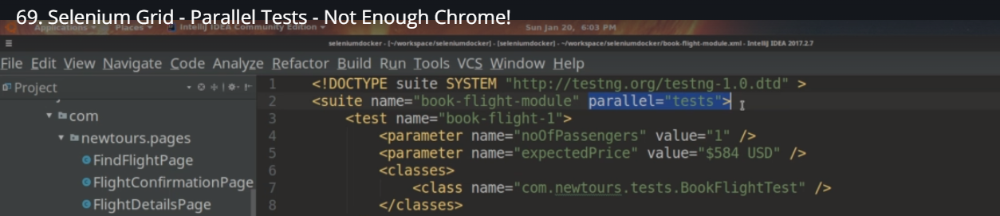 69. Selenium Grid - Parallel Tests - Not Enough Chrome!
Applications Places IntelliJ IDEA Community Edition Sun Jan 20, 6:03 PM
seleniumdocker - [~/workspace/seleniumdocker] - [seleniumdocker] - ~/workspace/seleniumdocker/book-flight-module.xml - IntelliJ IDEA 2017.2.7
File Edit View Navigate Code Analyze Refactor Build Run Tools VCS Window Help
Project
com
newtours.pages
FindFlightPage
FlightConfirmationPage
FlightDetailsPage
1 <!DOCTYPE suite SYSTEM "http://testng.org/testng-1.0.dtd" >
2 <suite name="book-flight-module" parallel="tests">
3 <test name="book-flight-1">
4 <parameter name="noOfPassengers" value="1" />
5 <parameter name="expectedPrice" value="$584 USD" />
6 <classes>
7 <class name="com.newtours.tests.BookFlightTest" />
8 </classes>